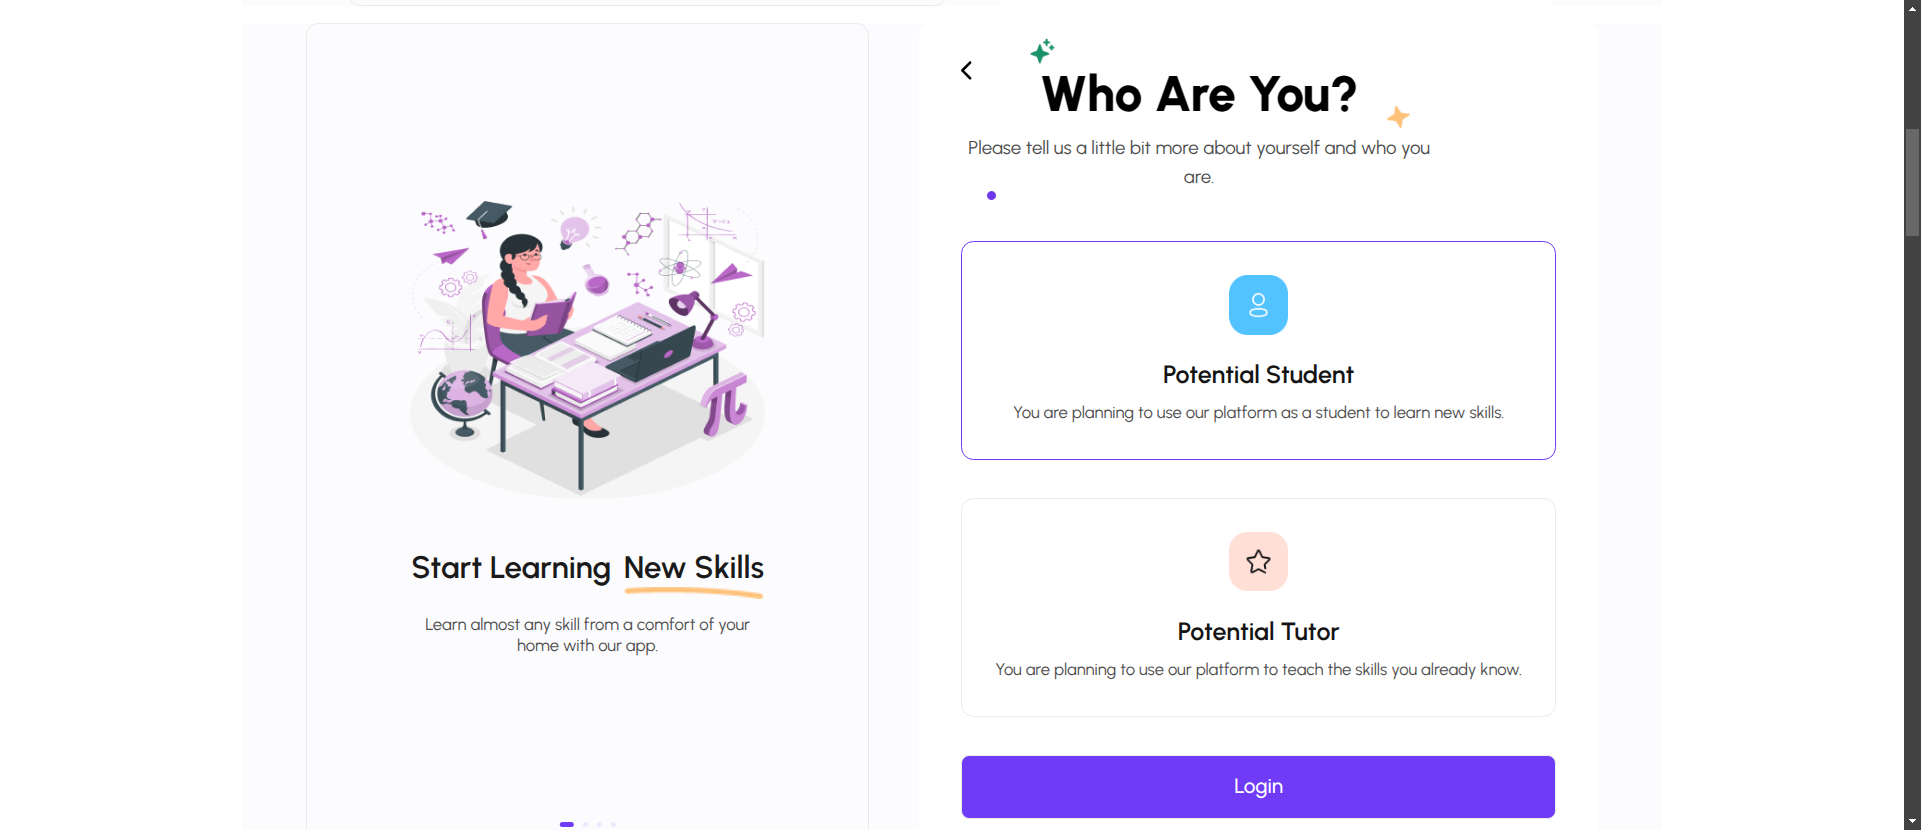 Start Learning New Skills
Learn almost any skill from a comfort of your
home with our app.
Who Are You?
Please tell us a little bit more about yourself and who you
are.
Potential Student
You are planning to use our platform as a student to learn new skills.
Potential Tutor
You are planning to use our platform to teach the skills you already know.
Login